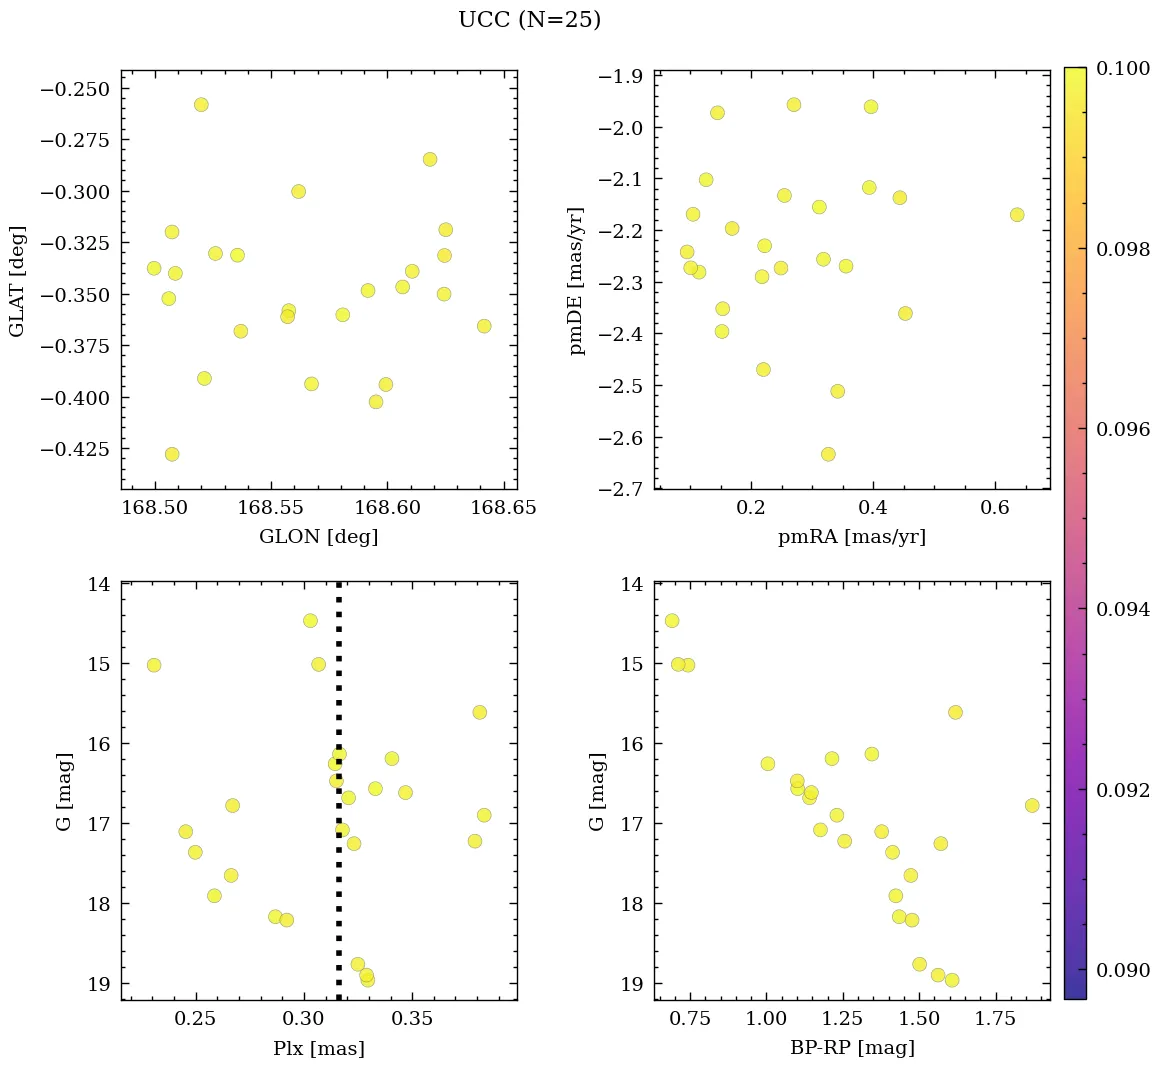 UCC (N=25)
−0.250
−0.275
−0.300
−0.325
−0.350
−0.375
−0.400
−0.425
GLAT [deg]
168.50 168.55 168.60 168.65
GLON [deg]
−1.9
−2.0
−2.1
−2.2
−2.3
−2.4
−2.5
−2.6
−2.7
pmDE [mas/yr]
0.2 0.4 0.6
pmRA [mas/yr]
14
15
16
17
18
19
G [mag]
0.25 0.30 0.35
Plx [mas]
14
15
16
17
18
19
G [mag]
0.75 1.00 1.25 1.50 1.75
BP-RP [mag]
0.100
0.098
0.096
0.094
0.092
0.090